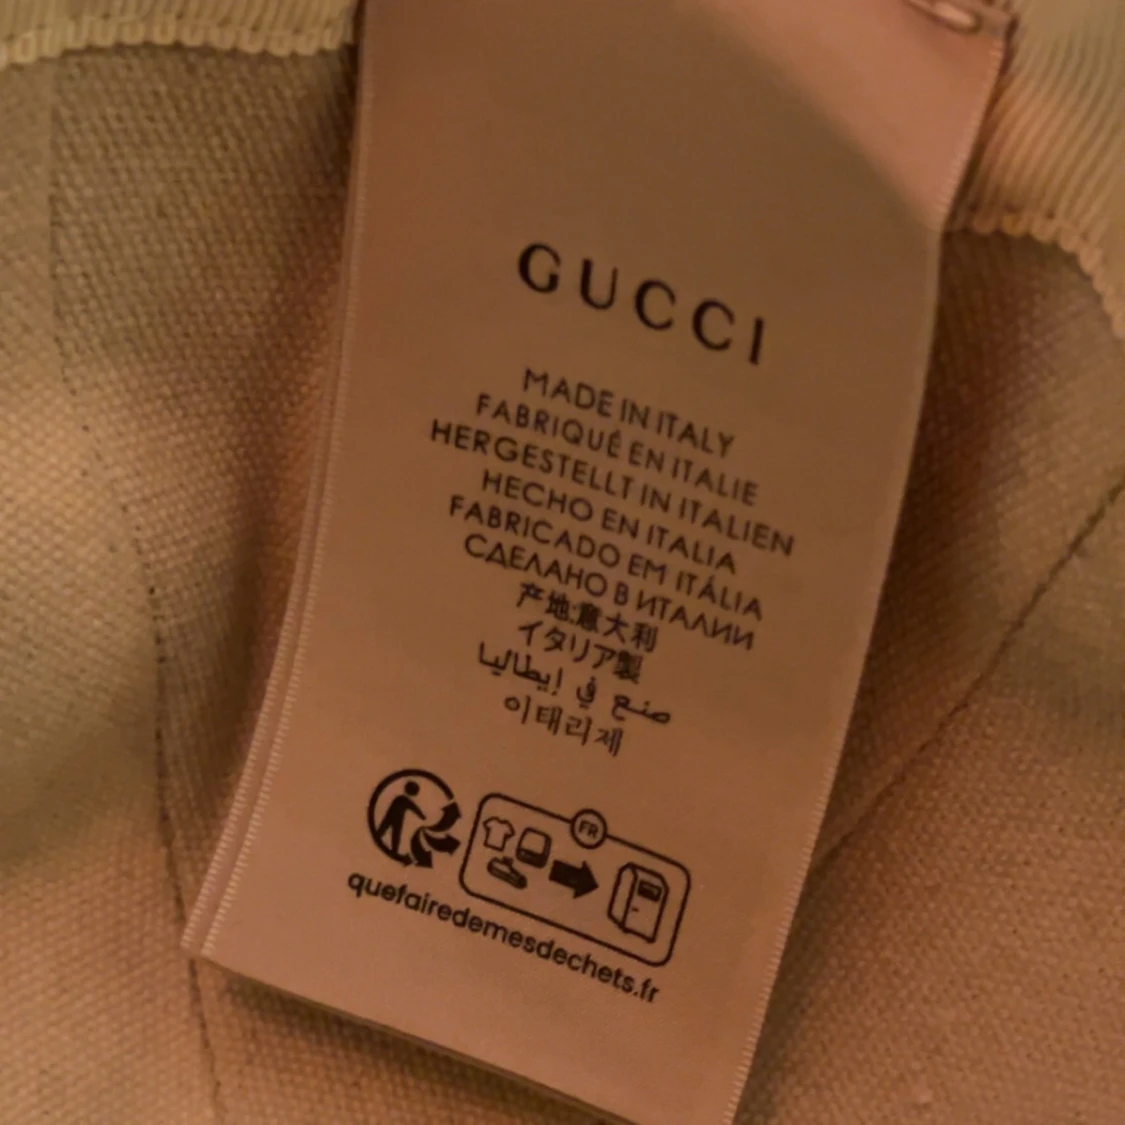 GUCCI
MADE IN ITALY
FABRIQUÉ EN ITALIE
HERGESTELLT IN ITALIEN
HECHO EN ITALIA
FABRICADO EM ITÁLIA
СДЕЛАНО В ИТАЛИИ
产地:意大利
イタリア製
صنع في إيطاليا
이태리제
FR
quefairedemesdechets.fr